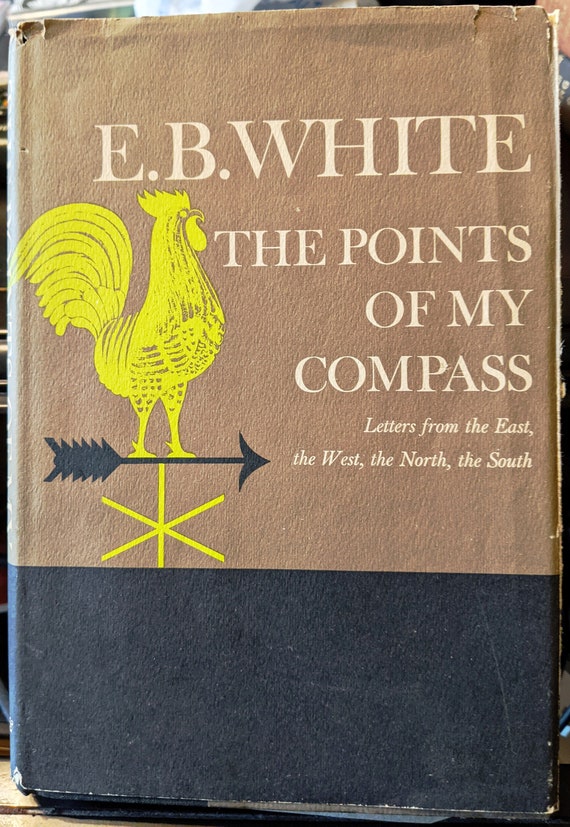 E.B.WHITE
THE POINTS
OF MY
COMPASS
Letters from the East,
the West, the North, the South